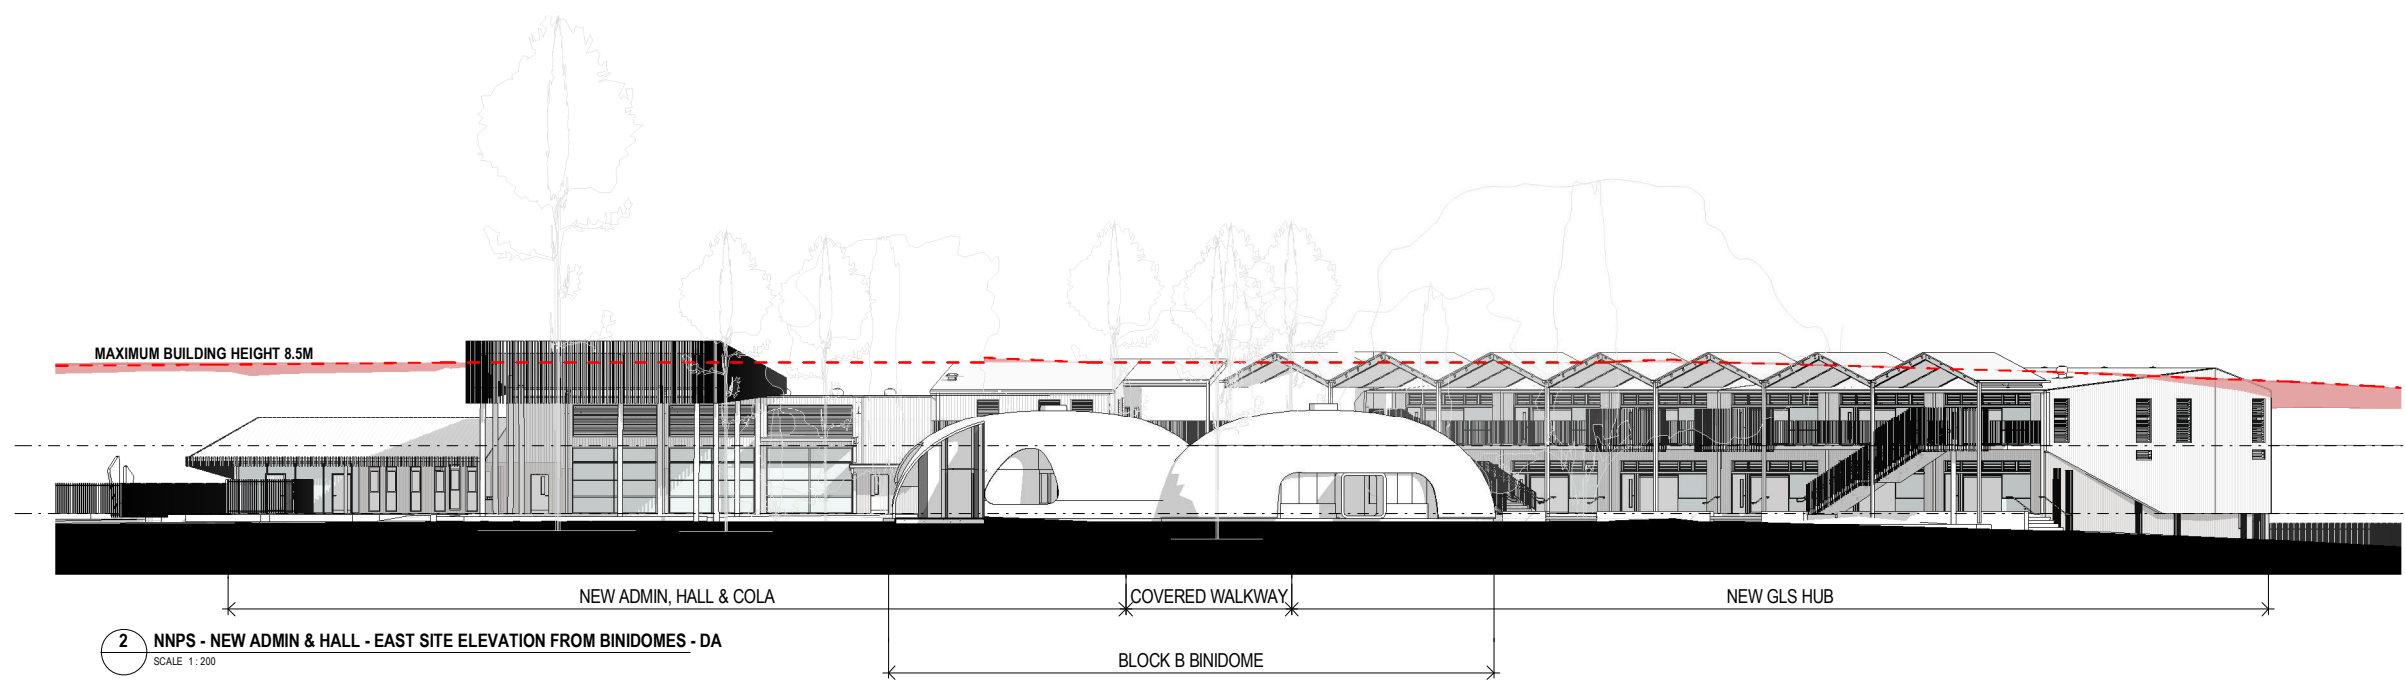 MAXIMUM BUILDING HEIGHT 8.5M
NEW ADMIN, HALL & COLA
COVERED WALKWAY
NEW GLS HUB
2
NNPS - NEW ADMIN & HALL - EAST SITE ELEVATION FROM BINIDOMES - DA
SCALE 1 : 200
BLOCK B BINIDOME